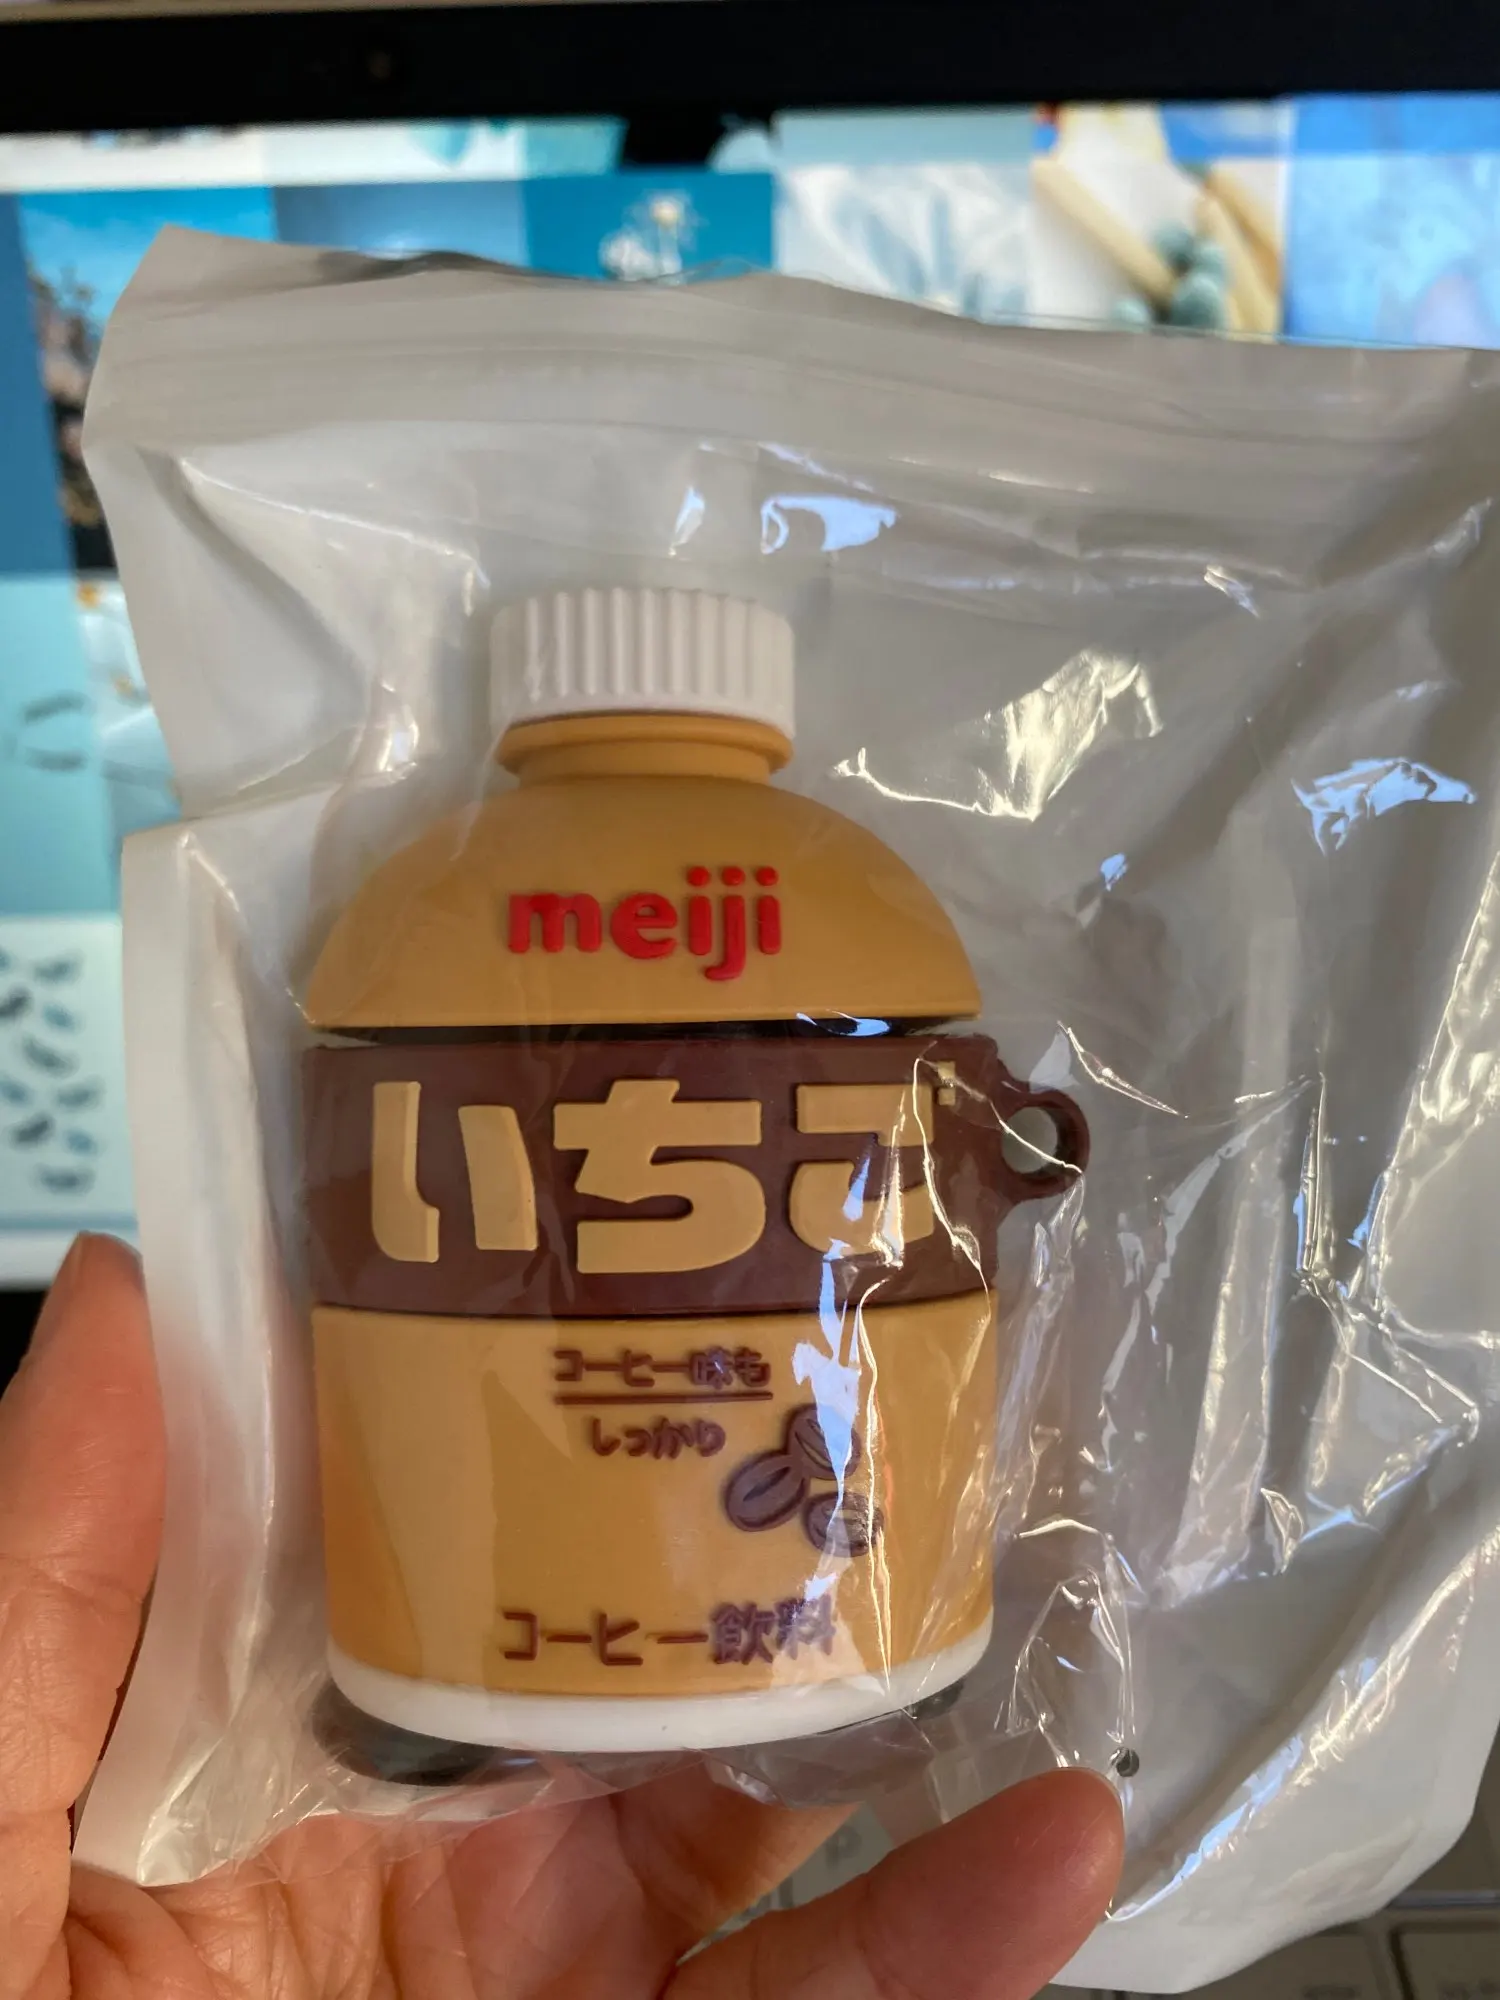 meiji
いちご
コーヒー味も
しっかり
コーヒー飲料